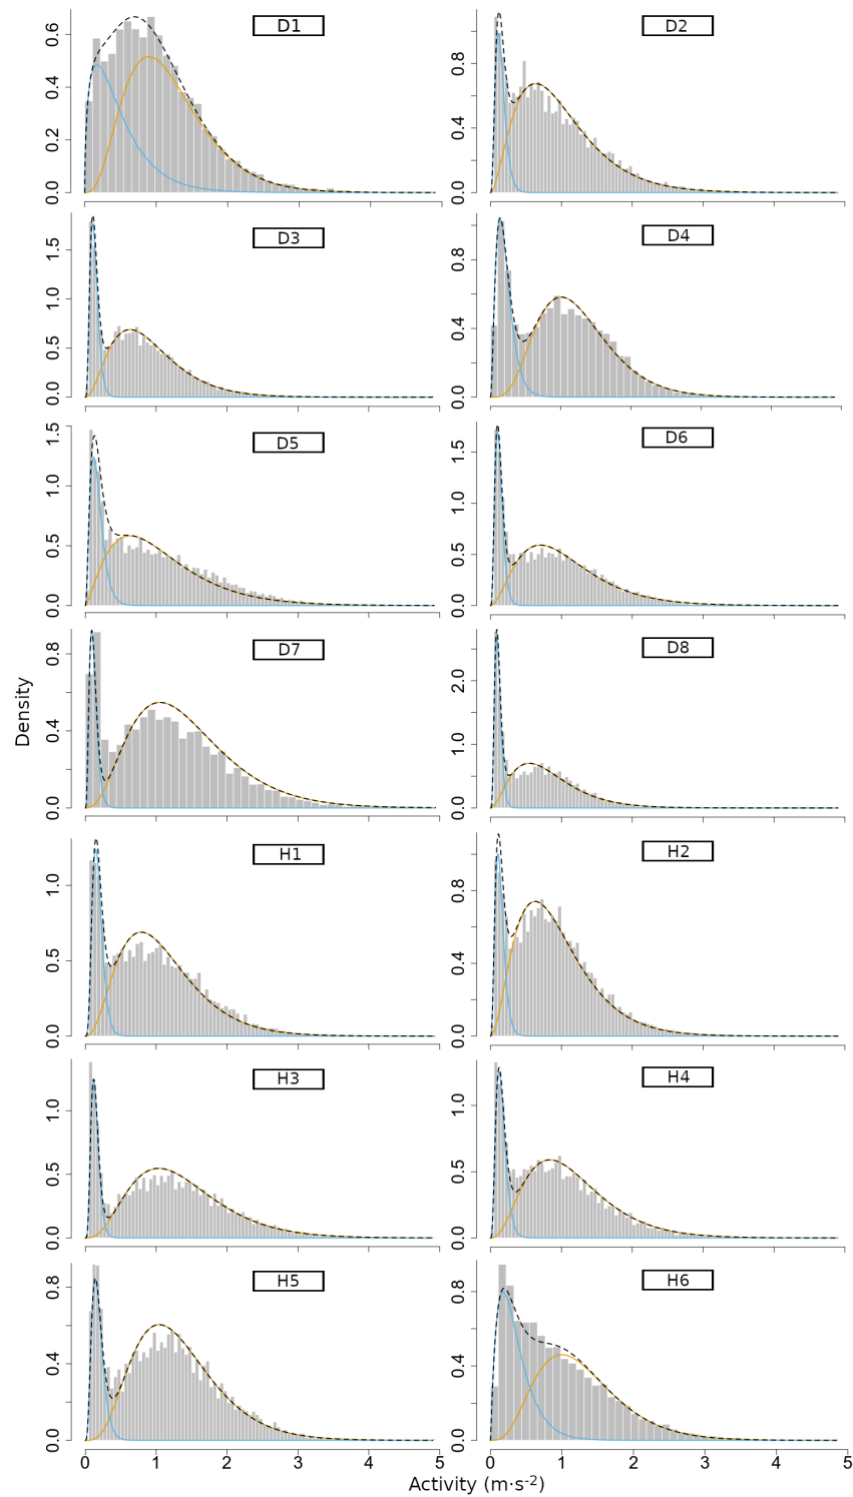 D1
0.0 0.2 0.4 0.6
D2
0.0 0.4 0.8
D3
0.0 0.5 1.0 1.5
D4
0.0 0.4 0.8
D5
0.0 0.5 1.0 1.5
D6
0.0 0.5 1.0 1.5
D7
0.0 0.4 0.8
D8
0.0 1.0 2.0
Density
H1
0.0 0.5 1.0
H2
0.0 0.4 0.8
H3
0.0 0.5 1.0
H4
0.0 0.5 1.0
H5
0.0 0.4 0.8
H6
0.0 0.4 0.8
0 1 2 3 4 5
0 1 2 3 4 5
Activity (m·s-2)